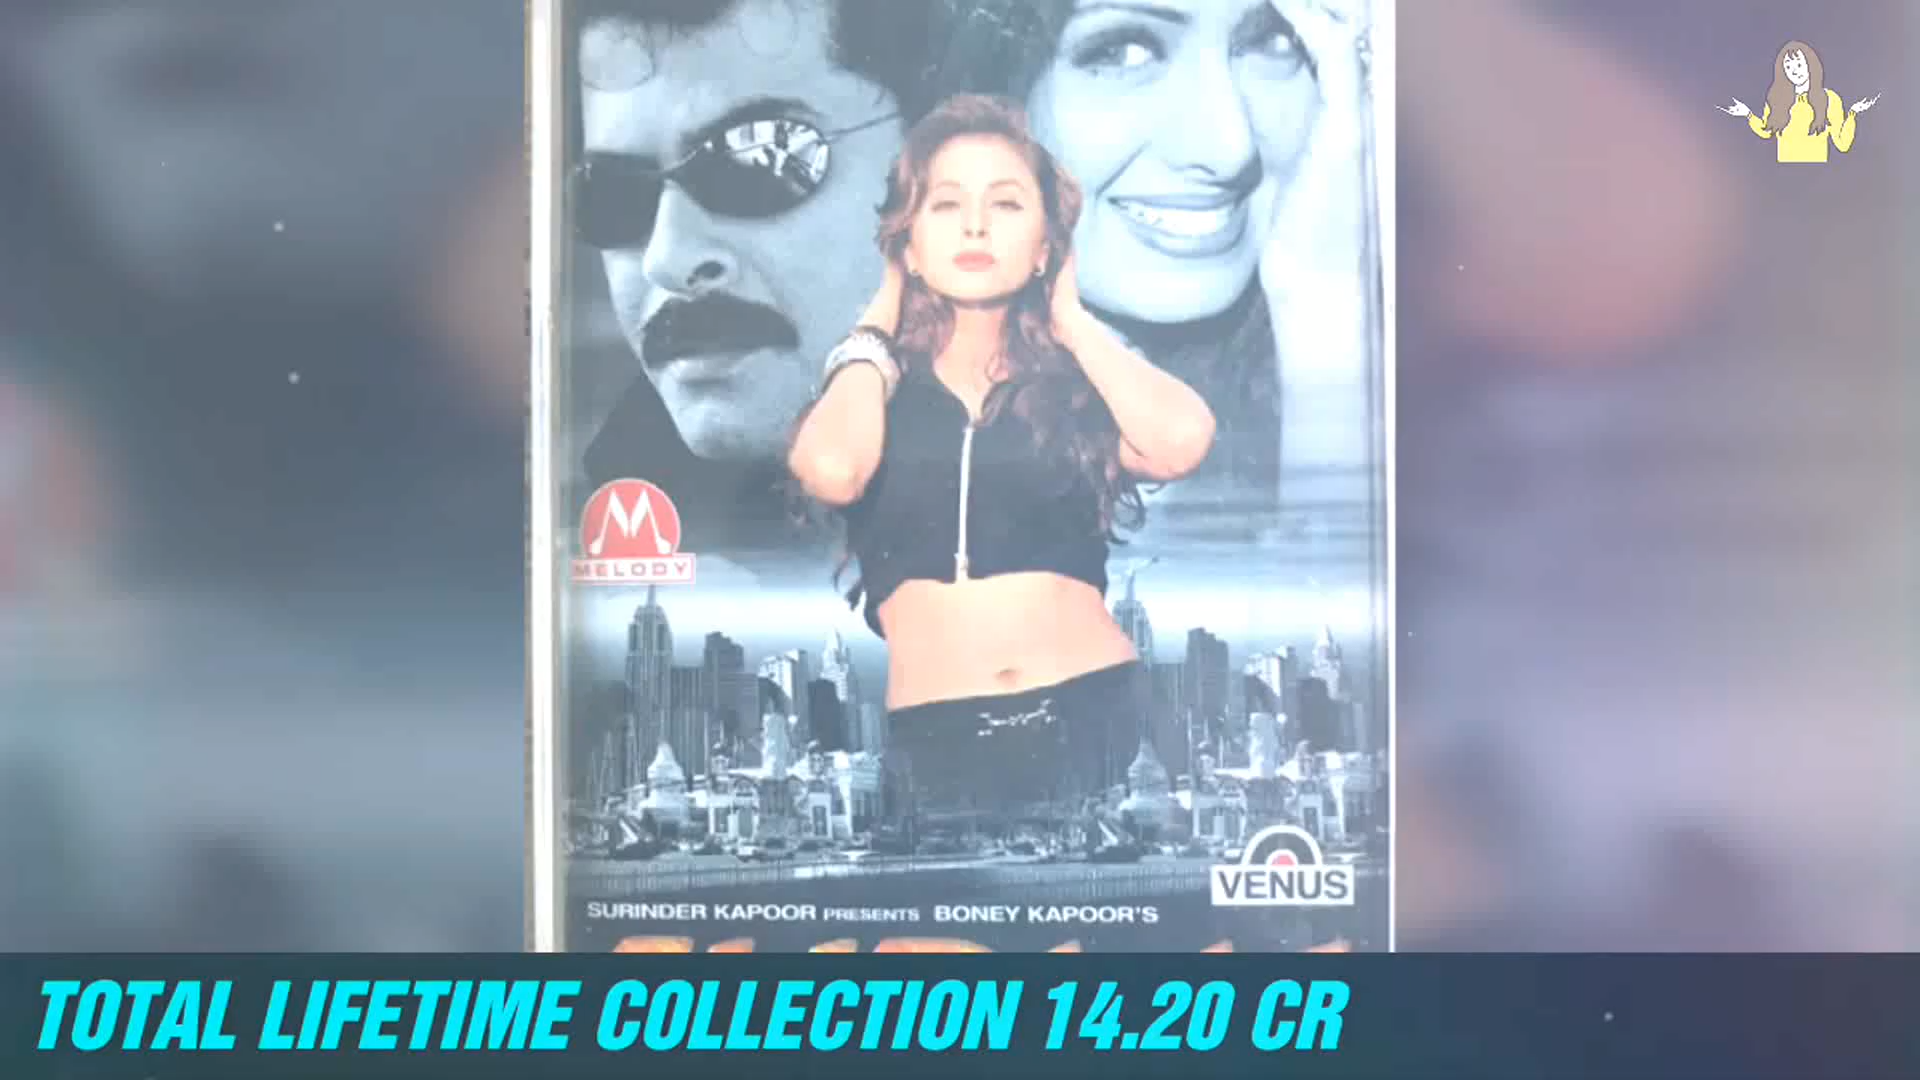 MELODY
VENUS
SURINDER KAPOOR PRESENTS BONEY KAPOOR'S
TOTAL LIFETIME COLLECTION 14.20 CR